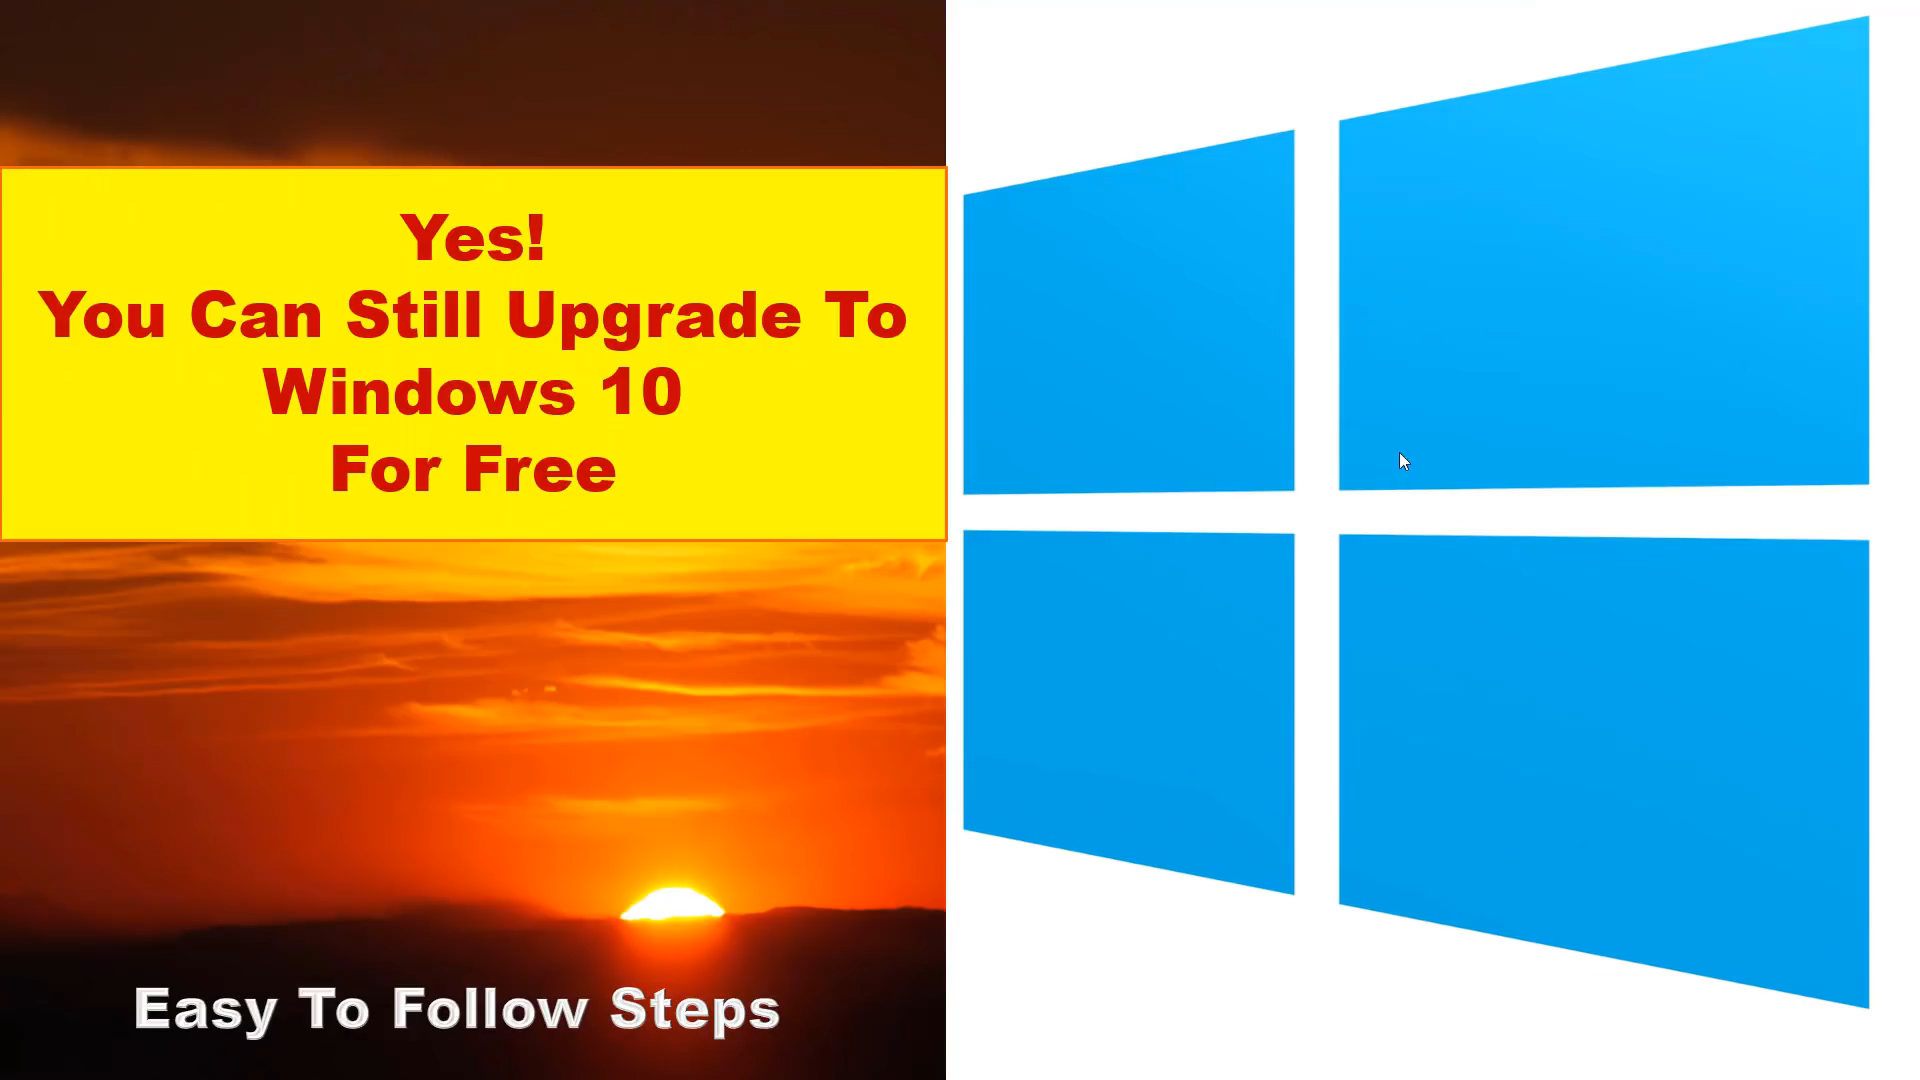 Yes!
You Can Still Upgrade To
Windows 10
For Free
Easy To Follow Steps